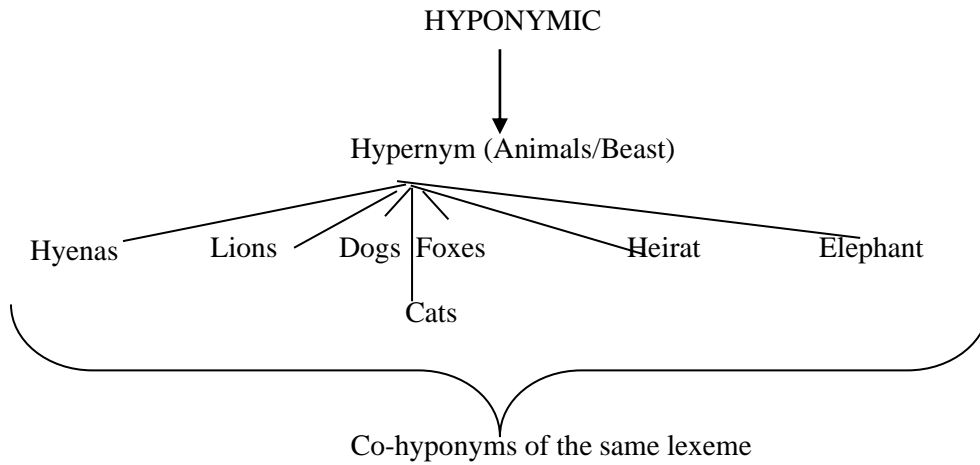 HYPONYMIC
Hypernym (Animals/Beast)
Hyenas Lions Dogs Foxes Heirat Elephant
Cats
Co-hyponyms of the same lexeme